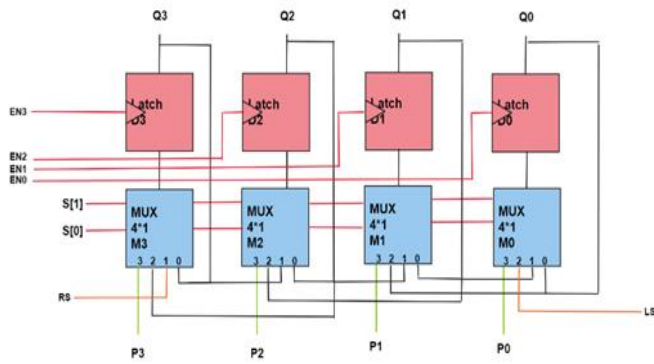 Q3 Q2 Q1 Q0
Latch Latch Latch Latch
D3 D2 D1 D0
EN3
EN2
EN1
EN0
S[1]
S[0]
MUX MUX MUX MUX
4*1 4*1 4*1 4*1
M3 M2 M1 M0
3 2 1 0 3 2 1 0 3 2 1 0 3 2 1 0
RS
LS
P3 P2 P1 P0